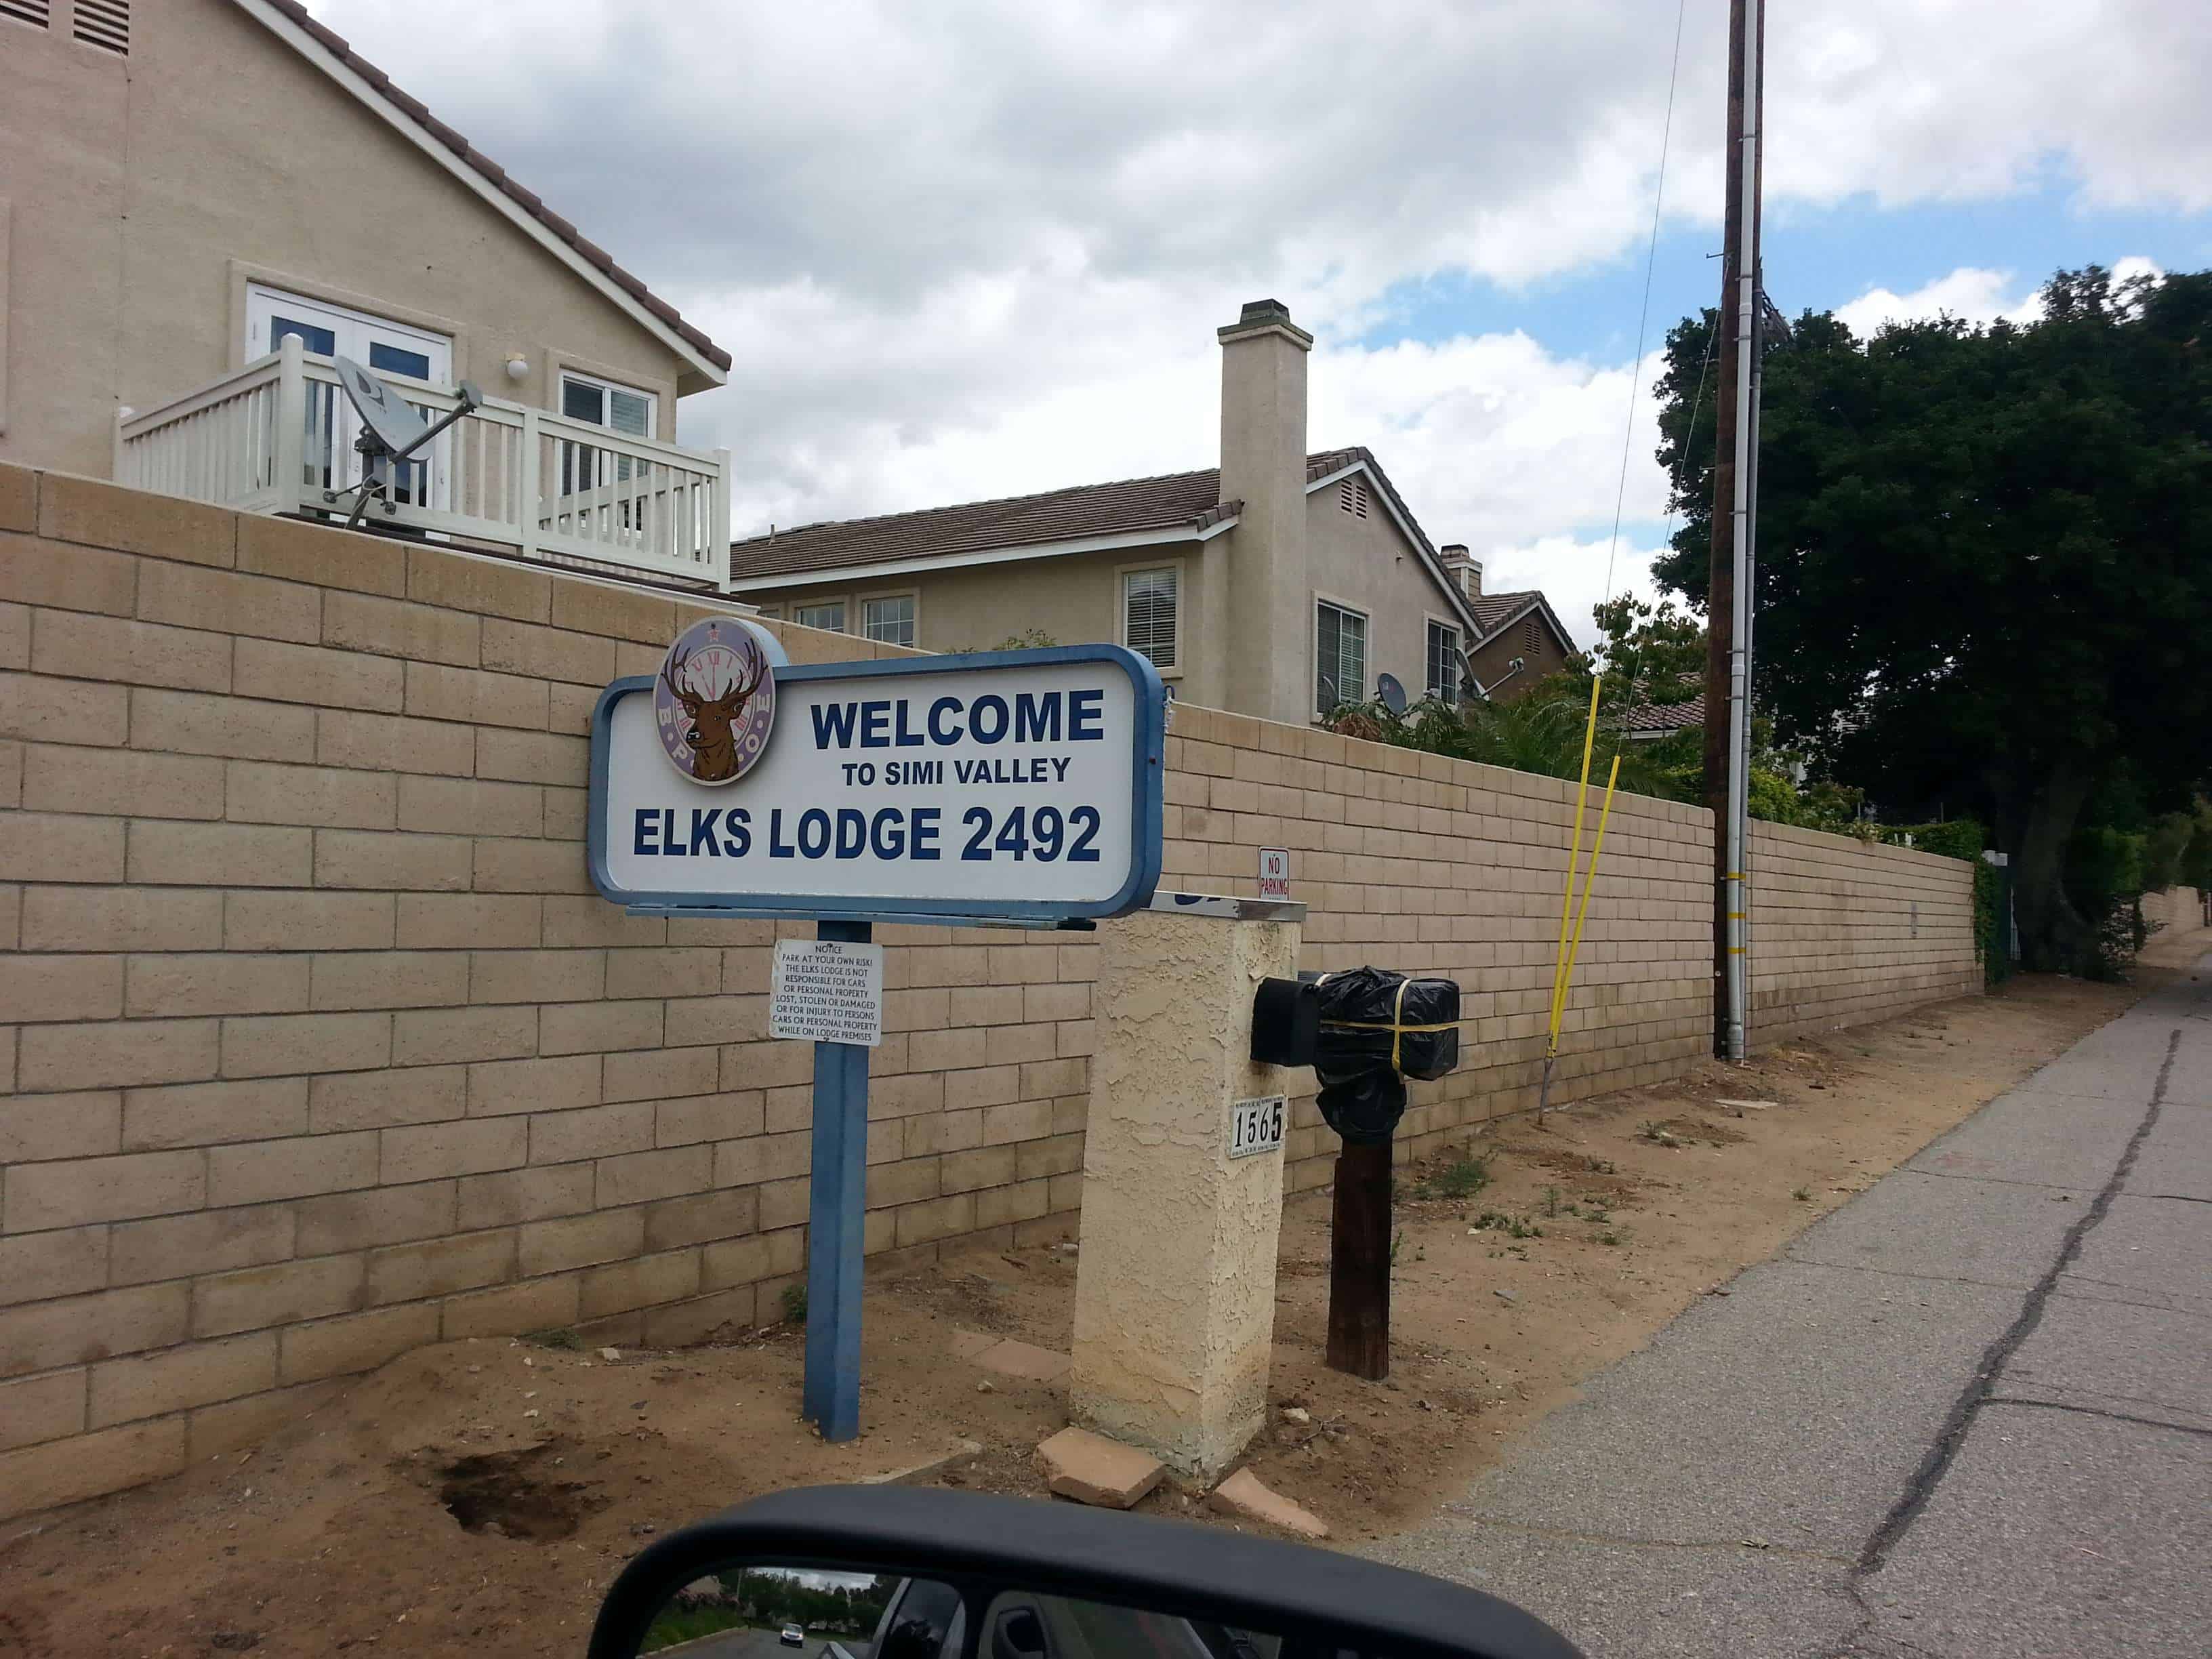 B.P.O.E
WELCOME
TO SIMI VALLEY
ELKS LODGE 2492
NOTICE
PARK AT YOUR OWN RISK!
THE ELKS LODGE IS NOT
RESPONSIBLE FOR CARS
OR PERSONAL PROPERTY
LOST, STOLEN OR DAMAGED
OR FOR INJURY TO PERSONS
CARS OR PERSONAL PROPERTY
WHILE ON LODGE PREMISES
NO
PARKING
1565